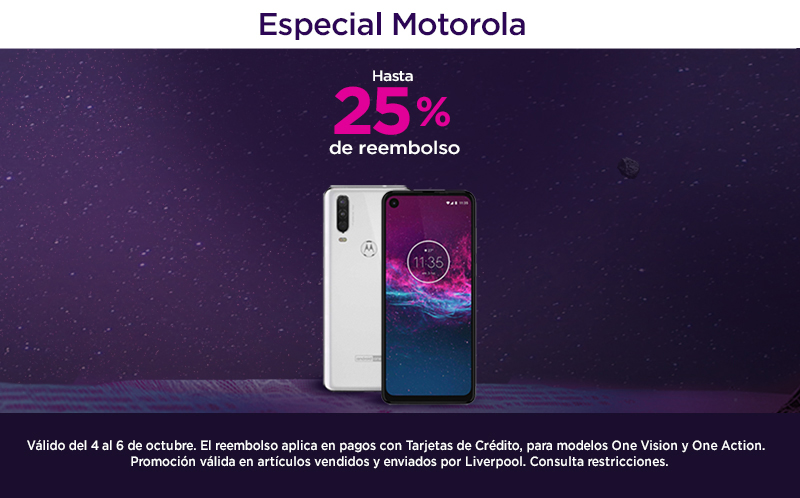 Especial Motorola
Hasta
25%
de reembolso
11:35
Válido del 4 al 6 de octubre. El reembolso aplica en pagos con Tarjetas de Crédito, para modelos One Vision y One Action.
Promoción válida en artículos vendidos y enviados por Liverpool. Consulta restricciones.